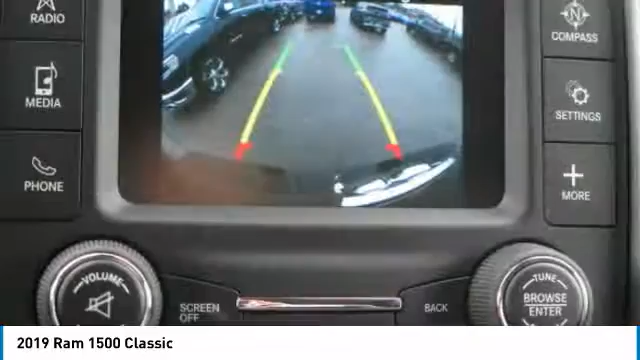 RADIO
COMPASS
MEDIA
SETTINGS
PHONE
MORE
VOLUME
SCREEN
OFF
BACK
TUNE
BROWSE
ENTER
2019 Ram 1500 Classic